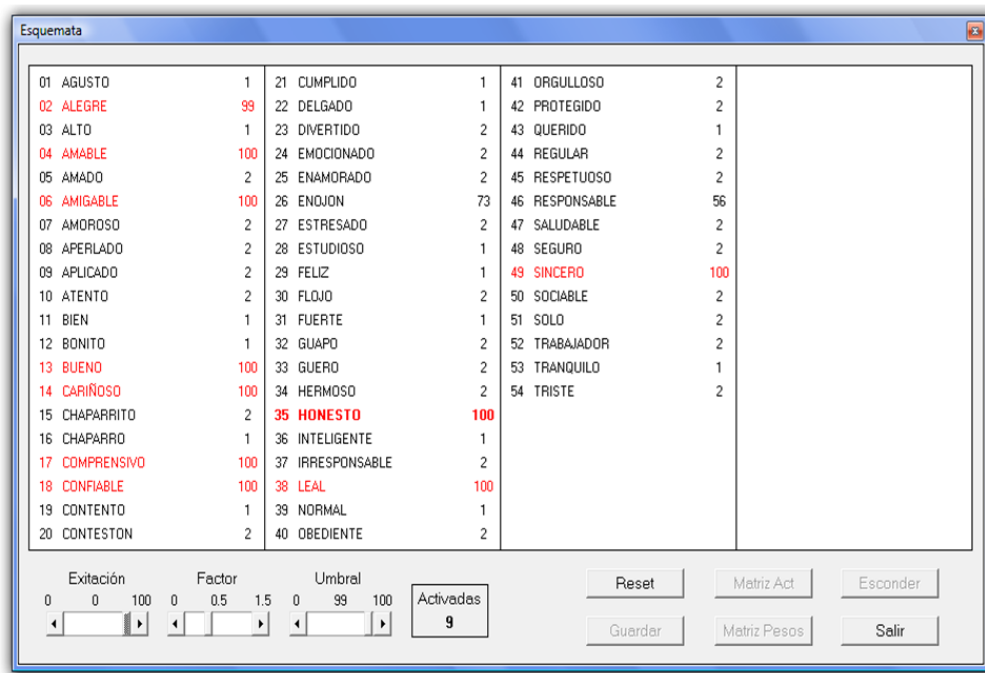 Esquemata
01 AGUSTO 1
02 ALEGRE 99
03 ALTO 1
04 AMABLE 100
05 AMADO 2
06 AMIGABLE 100
07 AMOROSO 2
08 APERLADO 2
09 APLICADO 2
10 ATENTO 2
11 BIEN 1
12 BONITO 1
13 BUENO 100
14 CARIÑOSO 100
15 CHAPARRITO 2
16 CHAPARRO 1
17 COMPRENSIVO 100
18 CONFIABLE 100
19 CONTENTO 1
20 CONTESTON 2
21 CUMPLIDO 1
22 DELGADO 1
23 DIVERTIDO 2
24 EMOCIONADO 2
25 ENAMORADO 2
26 ENOJON 73
27 ESTRESADO 2
28 ESTUDIOSO 1
29 FELIZ 1
30 FLOJO 2
31 FUERTE 1
32 GUAPO 2
33 GUERO 2
34 HERMOSO 2
35 HONESTO 100
36 INTELIGENTE 1
37 IRRESPONSABLE 2
38 LEAL 100
39 NORMAL 1
40 OBEDIENTE 2
41 ORGULLOSO 2
42 PROTEGIDO 2
43 QUERIDO 1
44 REGULAR 2
45 RESPETUOSO 2
46 RESPONSABLE 56
47 SALUDABLE 2
48 SEGURO 2
49 SINCERO 100
50 SOCIABLE 2
51 SOLO 2
52 TRABAJADOR 2
53 TRANQUILO 1
54 TRISTE 2
Exitación Factor Umbral
0 0 100 0 0.5 1.5 0 99 100
Activadas
9
Reset Matriz Act Esconder
Guardar Matriz Pesos Salir